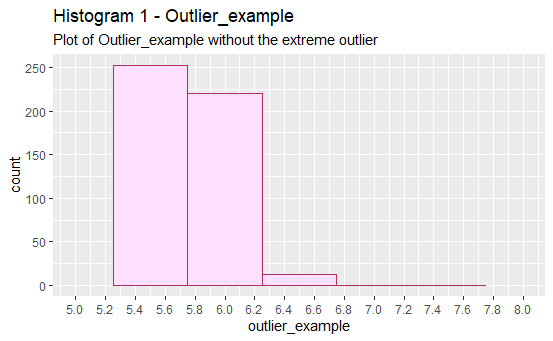 Histogram 1 - Outlier_example
Plot of Outlier_example without the extreme outlier
250
200
150
100
50
0
count
5.0 5.2 5.4 5.6 5.8 6.0 6.2 6.4 6.6 6.8 7.0 7.2 7.4 7.6 7.8 8.0
outlier_example